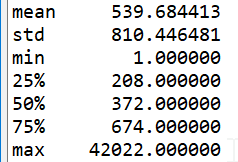 mean 539.684413
std 810.446481
min 1.000000
25% 208.000000
50% 372.000000
75% 674.000000
max 42022.000000